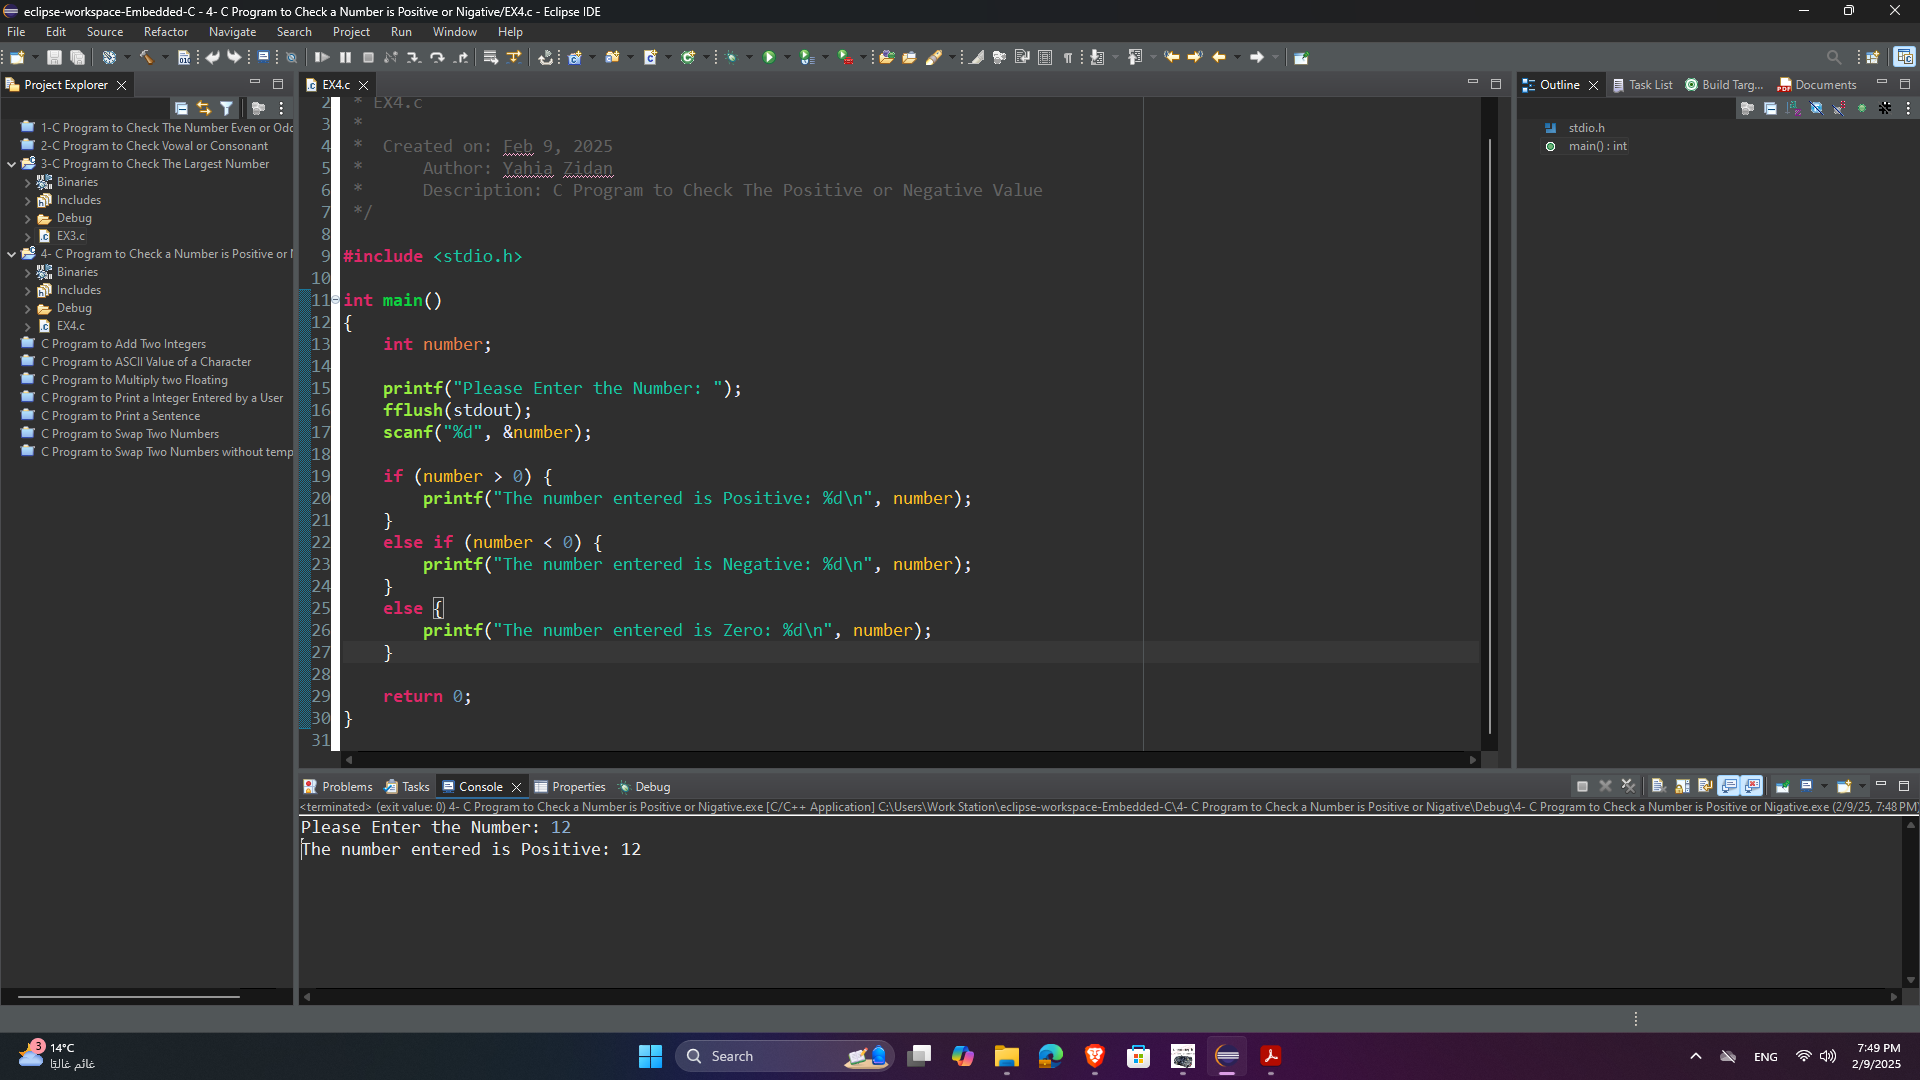 eclipse-workspace-Embedded-C - 4- C Program to Check a Number is Positive or Nigative/EX4.c - Eclipse IDE
File Edit Source Refactor Navigate Search Project Run Window Help
Project Explorer
1-C Program to Check The Number Even or Odd
2-C Program to Check Vowal or Consonant
3-C Program to Check The Largest Number
Binaries
Includes
Debug
EX3.c
4- C Program to Check a Number is Positive or
Binaries
Includes
Debug
EX4.c
C Program to Add Two Integers
C Program to ASCII Value of a Character
C Program to Multiply two Floating
C Program to Print a Integer Entered by a User
C Program to Print a Sentence
C Program to Swap Two Numbers
C Program to Swap Two Numbers without temp
EX4.c
2 * EX4.c
3 *
4 *  Created on: Feb 9, 2025
5 *      Author: Yahia Zidan
6 *      Description: C Program to Check The Positive or Negative Value
7 */
8
9 #include <stdio.h>
10
11 int main()
12 {
13     int number;
14
15     printf("Please Enter the Number: ");
16     fflush(stdout);
17     scanf("%d", &number);
18
19     if (number > 0) {
20         printf("The number entered is Positive: %d\n", number);
21     }
22     else if (number < 0) {
23         printf("The number entered is Negative: %d\n", number);
24     }
25     else {
26         printf("The number entered is Zero: %d\n", number);
27     }
28
29     return 0;
30 }
31
Outline Task List Build Targ... Documents
stdio.h
main() : int
Problems Tasks Console Properties Debug
<terminated> (exit value: 0) 4- C Program to Check a Number is Positive or Nigative.exe [C/C++ Application] C:\Users\Work Station\eclipse-workspace-Embedded-C\4- C Program to Check a Number is Positive or Nigative\Debug\4- C Program to Check a Number is Positive or Nigative.exe (2/9/25, 7:48 PM)
Please Enter the Number: 12
The number entered is Positive: 12
3
14°C
غائم غالبًا
Search
ENG
7:49 PM
2/9/2025